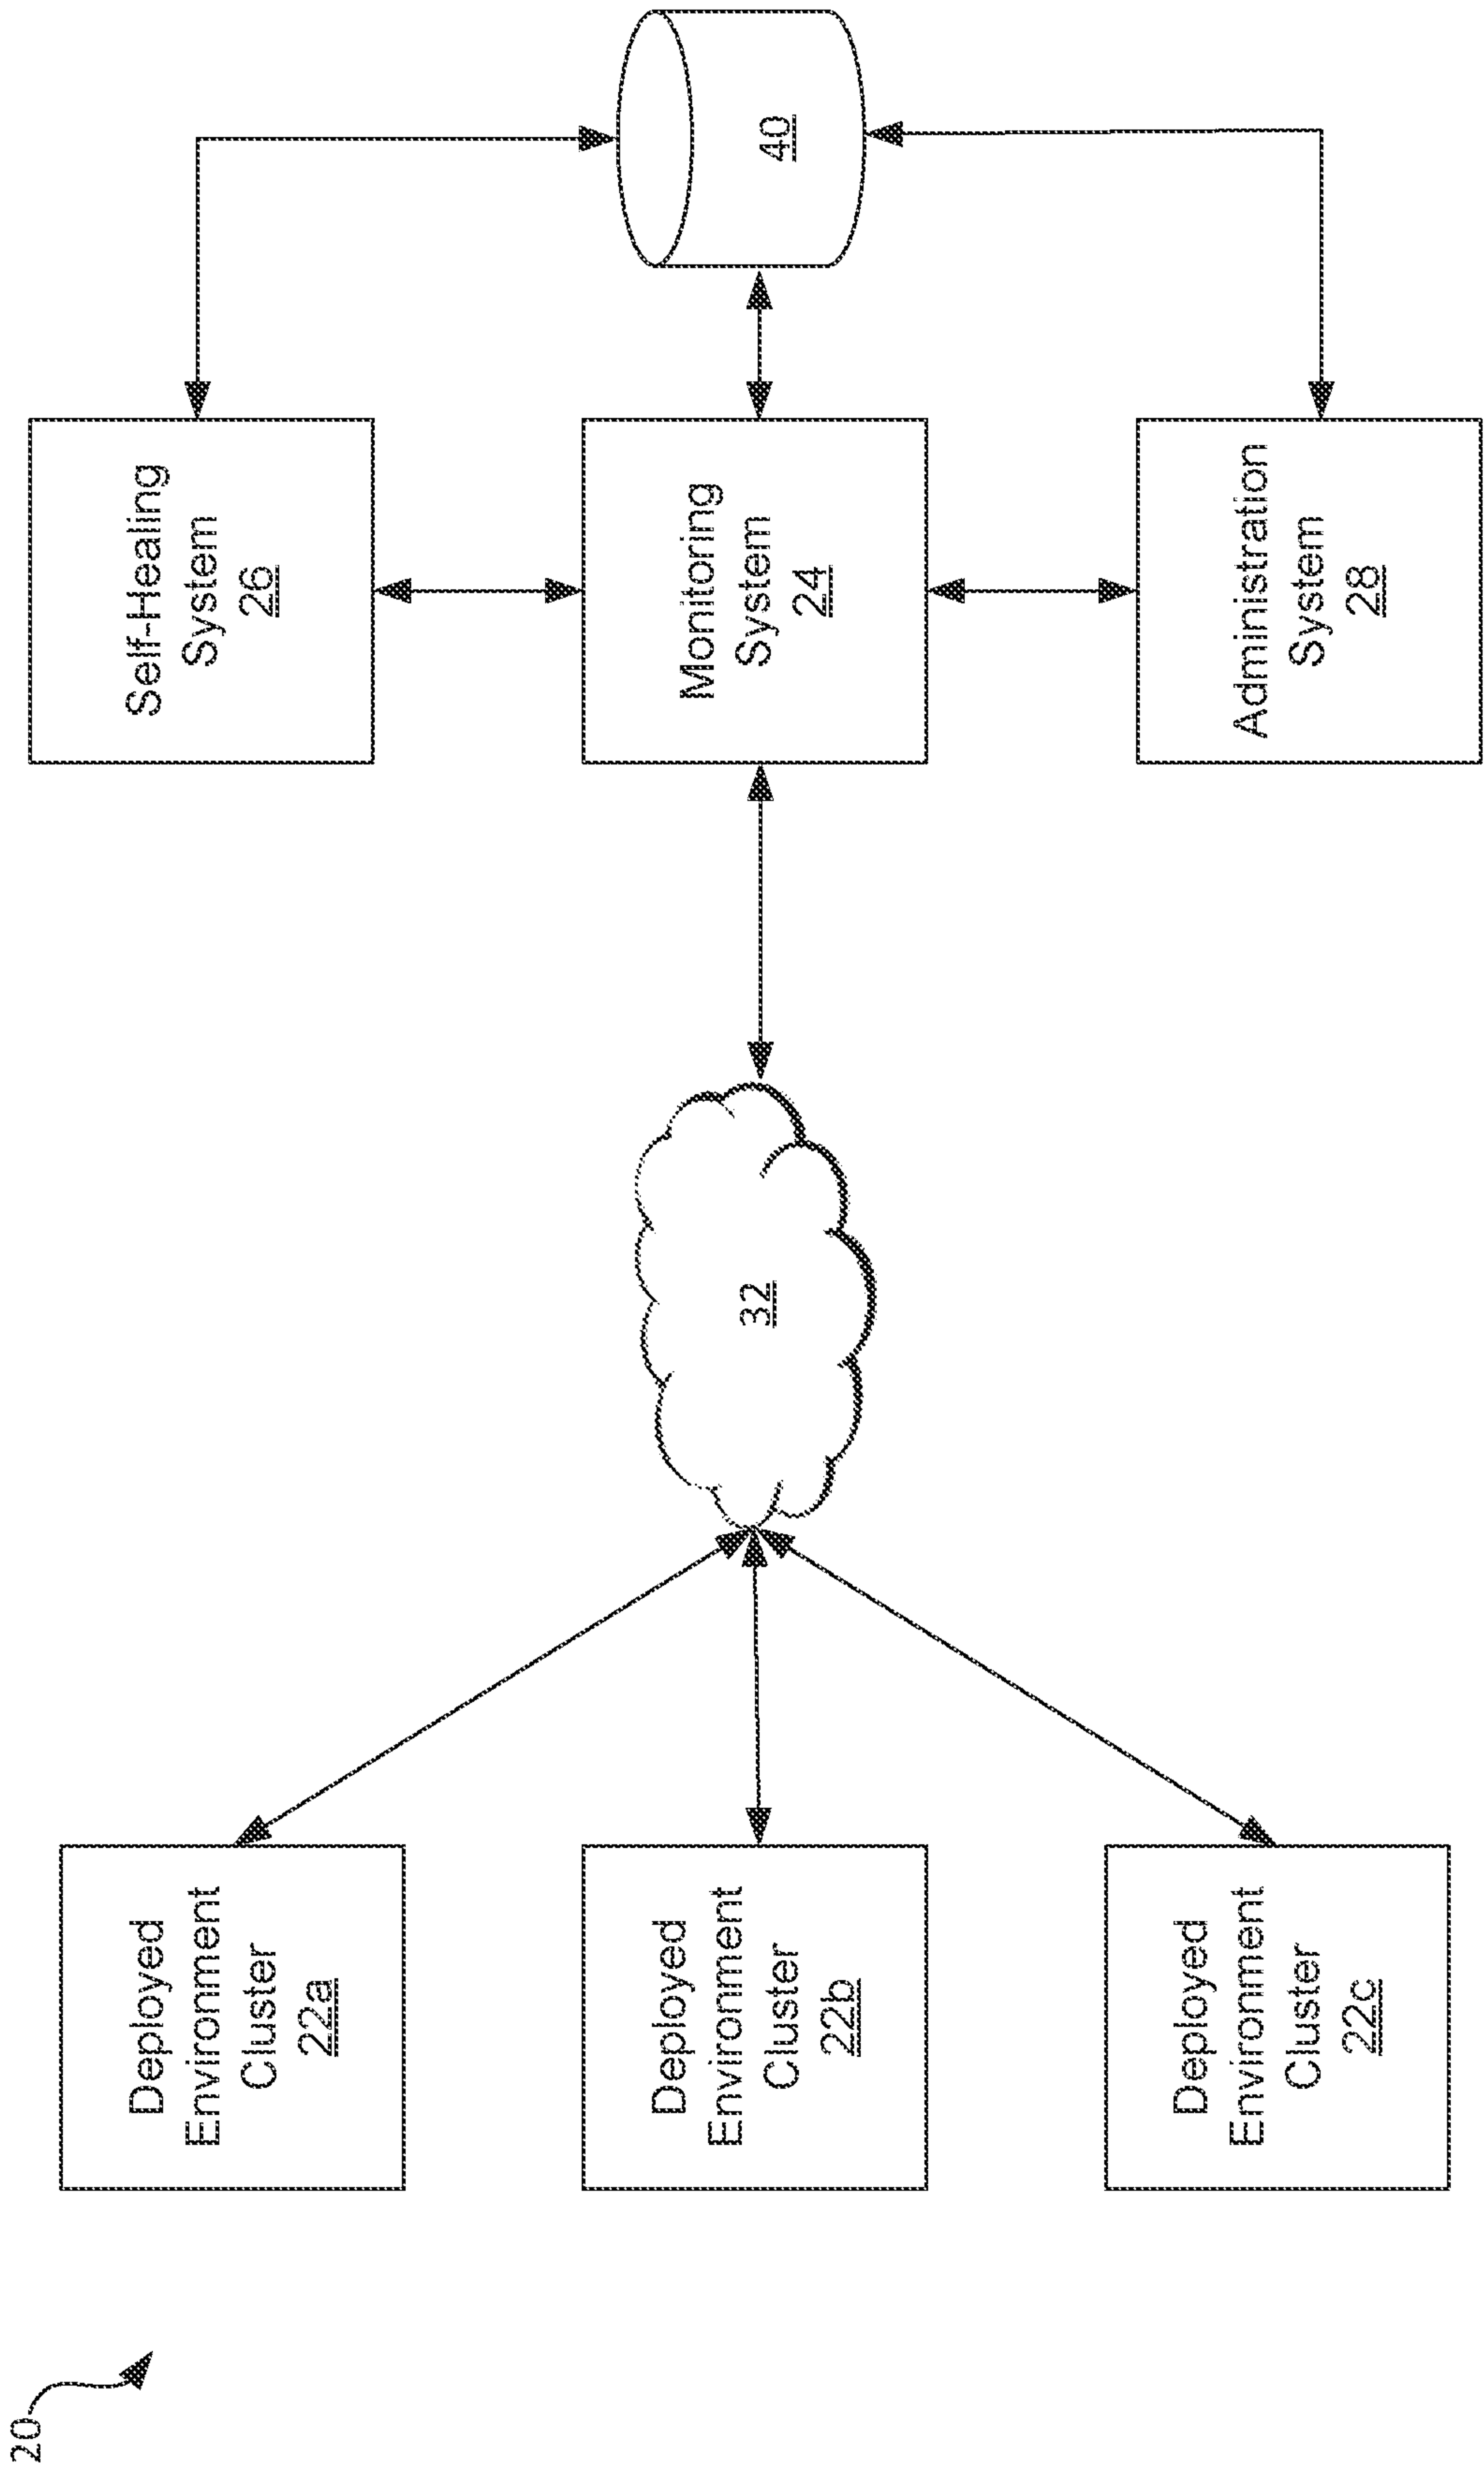 20
Deployed
Environment
Cluster
22a
Deployed
Environment
Cluster
22b
Deployed
Environment
Cluster
22c
32
Self-Healing
System
26
Monitoring
System
24
Administration
System
28
40